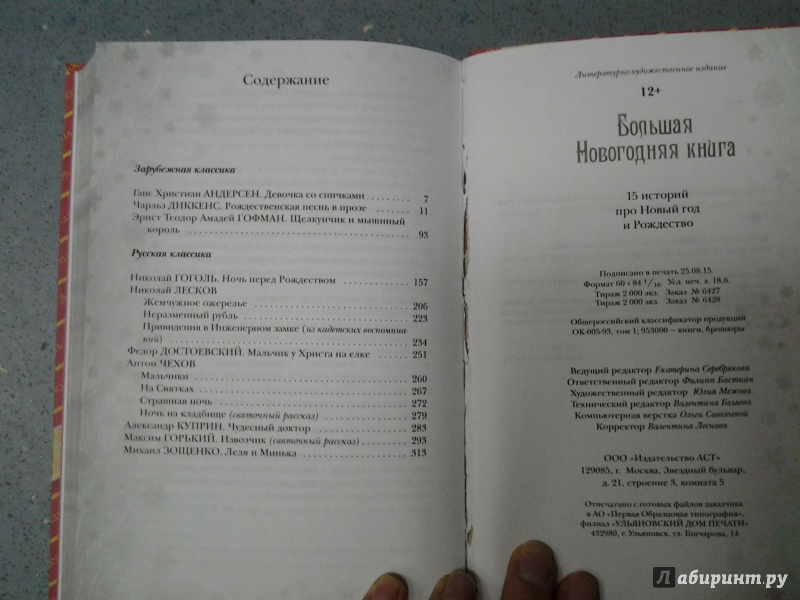 Содержание
Зарубежная классика
Ганс Христиан АНДЕРСЕН. Девочка со спичками . . . . . . . . 7
Чарльз ДИККЕНС. Рождественская песнь в прозе . . . . . . . . 11
Эрнст Теодор Амадей ГОФМАН. Щелкунчик и мышиный
король . . . . . . . . 93
Русская классика
Николай ГОГОЛЬ. Ночь перед Рождеством . . . . . . . . 157
Николай ЛЕСКОВ
Жемчужное ожерелье . . . . . . . . 206
Неразменный рубль . . . . . . . . 223
Привидения в Инженерном замке (из кадетских воспомина-
ний) . . . . . . . . 234
Федор ДОСТОЕВСКИЙ. Мальчик у Христа на елке . . . . . . . . 251
Антон ЧЕХОВ
Мальчики . . . . . . . . 260
На Святках . . . . . . . . 267
Страшная ночь . . . . . . . . 272
Ночь на кладбище (святочный рассказ) . . . . . . . . 279
Александр КУПРИН. Чудесный доктор . . . . . . . . 283
Максим ГОРЬКИЙ. Извозчик (святочный рассказ) . . . . . . . . 293
Михаил ЗОЩЕНКО. Леля и Минька . . . . . . . . 313
Литературно-художественное издание
12+
Большая
Новогодняя книга
15 историй
про Новый год
и Рождество
Подписано в печать 25.08.15.
Формат 60 × 84 1/16. Усл. печ. л. 18,6.
Тираж 2 000 экз. Заказ № 6427
Тираж 2 000 экз. Заказ № 6428
Общероссийский классификатор продукции
ОК-005-93, том 1; 953000 — книги, брошюры
Ведущий редактор Екатерина Серебрякова
Ответственный редактор Филипп Бастиан
Художественный редактор Юлия Межова
Технический редактор Валентина Беляева
Компьютерная верстка Ольги Савельевой
Корректор Валентина Леснова
ООО «Издательство АСТ»
129085, г. Москва, Звездный бульвар,
д. 21, строение 3, комната 5
Отпечатано с готовых файлов заказчика
в АО «Первая Образцовая типография»,
филиал «УЛЬЯНОВСКИЙ ДОМ ПЕЧАТИ»
432980, г. Ульяновск, ул. Гончарова, 14
Лабиринт.ру